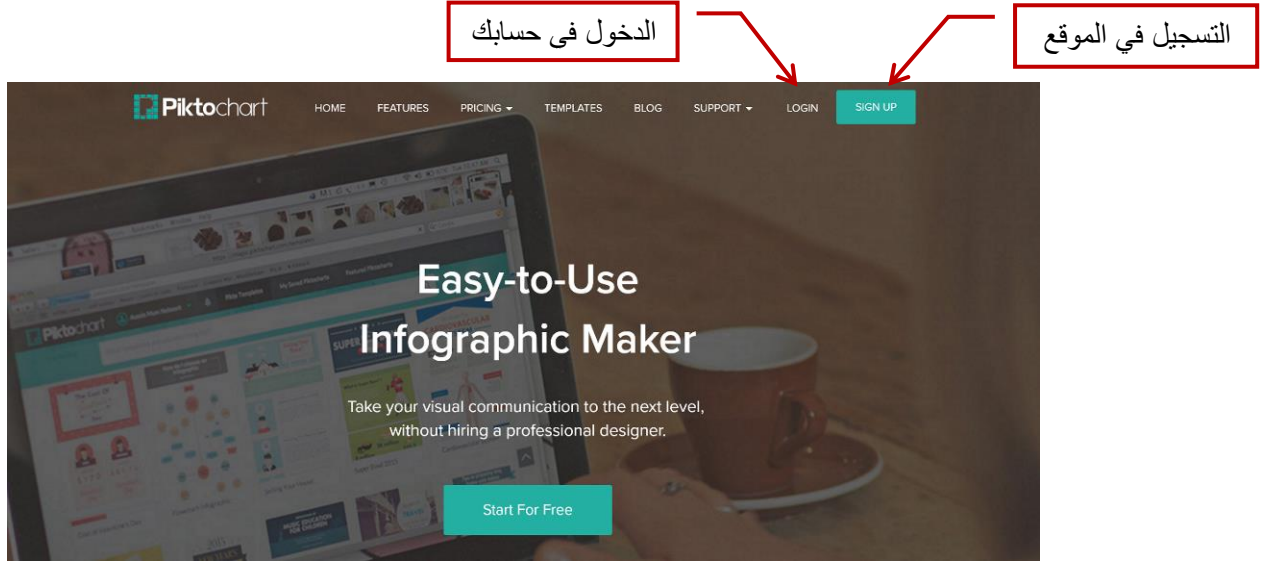 الدخول فى حسابك
التسجيل في الموقع
Piktochart
HOME
FEATURES
PRICING
TEMPLATES
BLOG
SUPPORT
LOGIN
SIGN UP
Easy-to-Use
Infographic Maker
Take your visual communication to the next level,
without hiring a professional designer.
Start For Free
Piktochart